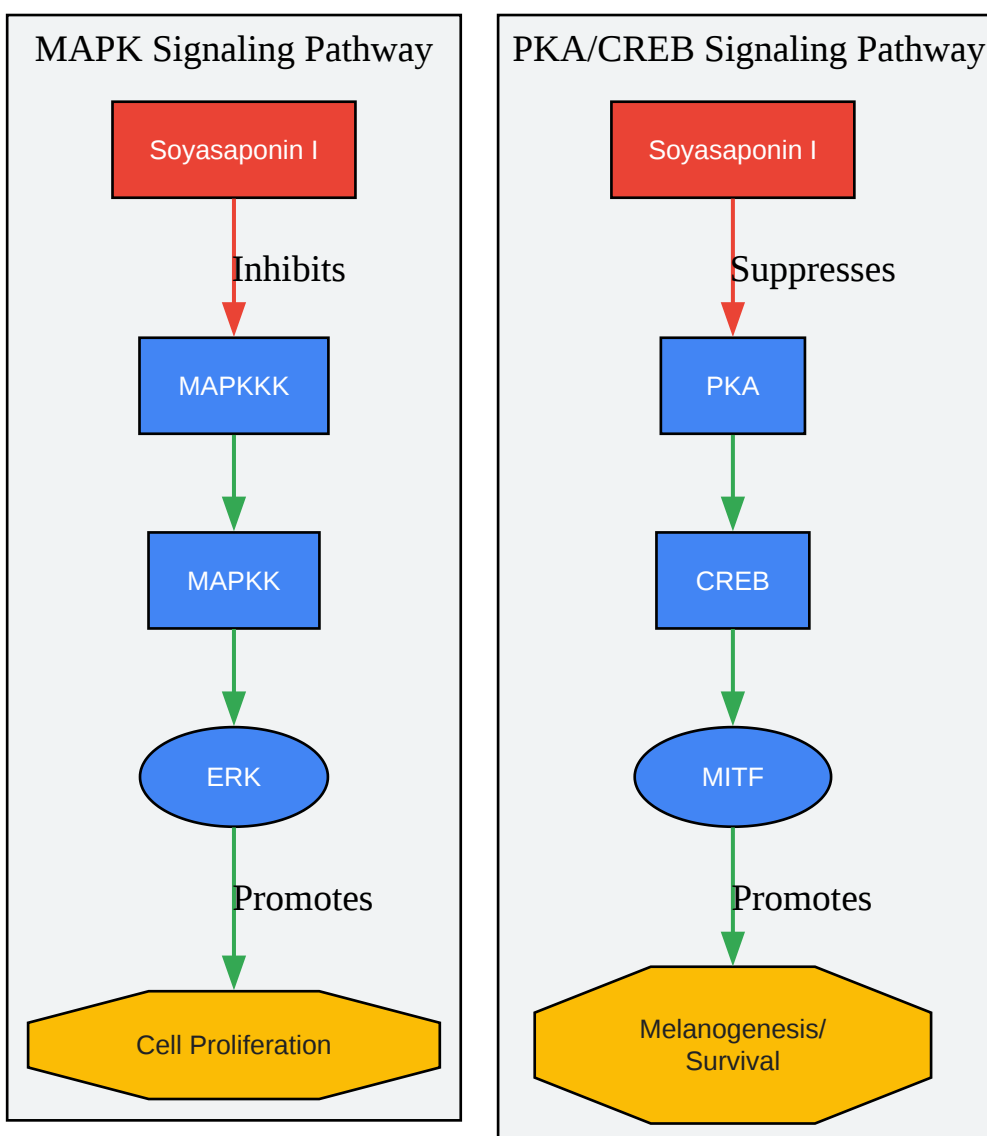 MAPK Signaling Pathway
Soyasaponin I
Inhibits
MAPKKK
MAPKK
ERK
Promotes
Cell Proliferation
PKA/CREB Signaling Pathway
Soyasaponin I
Suppresses
PKA
CREB
MITF
Promotes
Melanogenesis/
Survival